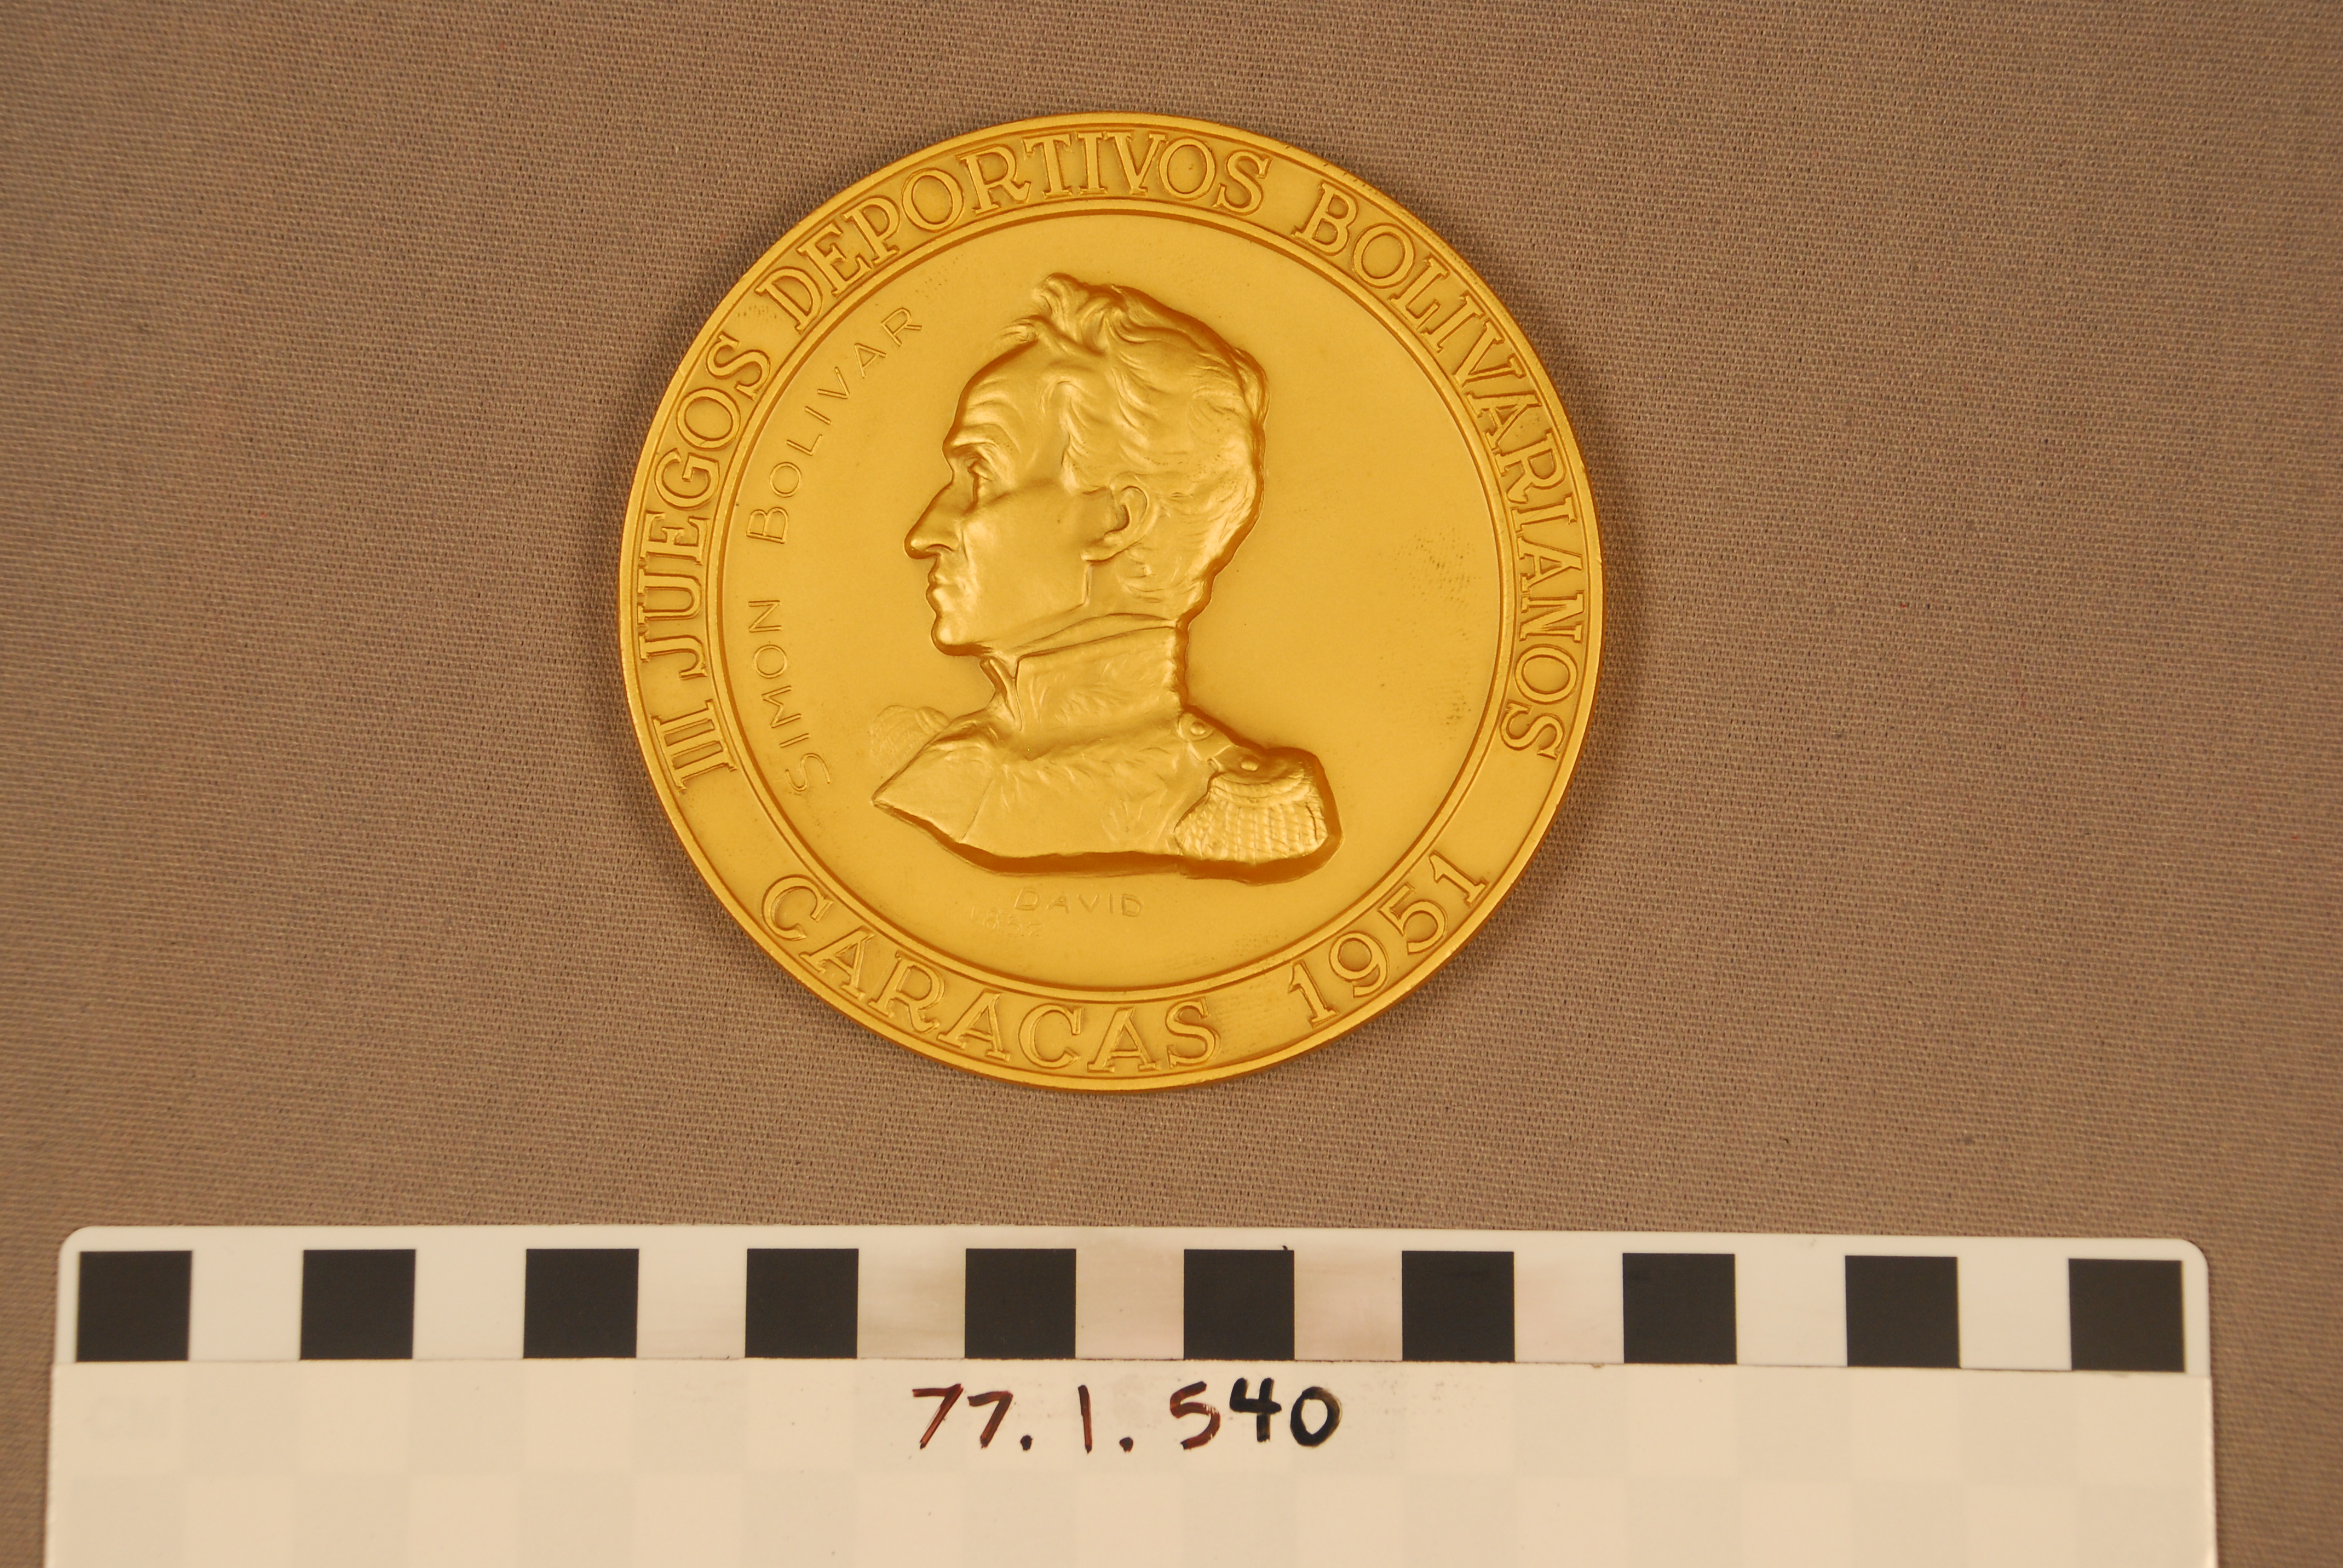 III JUEGOS DEPORTIVOS BOLIVARIANOS
SIMON BOLIVAR
DAVID
CARACAS 1951
77.1.540